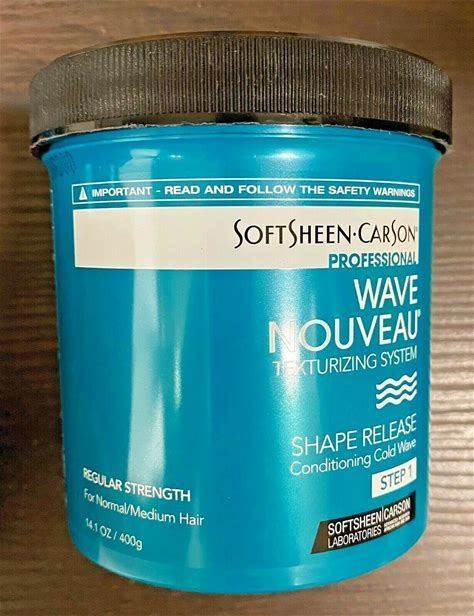 IMPORTANT - READ AND FOLLOW THE SAFETY WARNINGS
SOFTSHEEN·CARSON®
PROFESSIONAL
WAVE
NOUVEAU®
TEXTURIZING SYSTEM
SHAPE RELEASE
Conditioning Cold Wave
STEP 1
REGULAR STRENGTH
For Normal/Medium Hair
14.1 OZ / 400g
SOFTSHEEN|CARSON
LABORATORIES